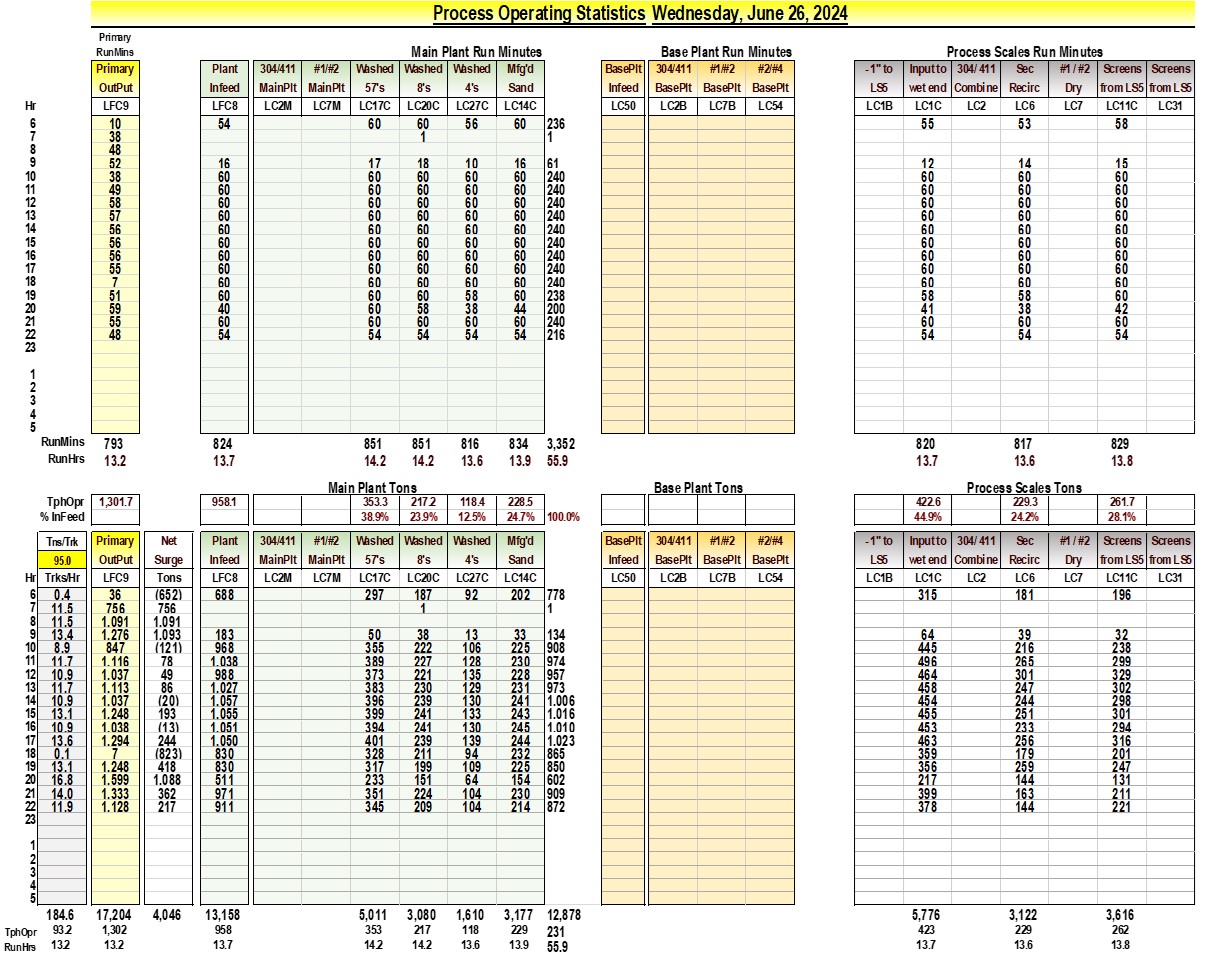 Process Operating Statistics Wednesday, June 26, 2024
Primary
RunMins Main Plant Run Minutes Base Plant Run Minutes Process Scales Run Minutes
Primary Plant 304/411 #1/#2 Washed Washed Washed Mfg'd BasePlt 304/411 #1/#2 #2/#4 -1" to Input to 304/ 411 Sec #1 / #2 Screens Screens
OutPut Infeed MainPlt MainPlt 57's 8's 4's Sand Infeed BasePlt BasePlt BasePlt LS5 wet end Combine Recirc Dry from LS5 from LS5
Hr LFC9 LFC8 LC2M LC7M LC17C LC20C LC27C LC14C LC50 LC2B LC7B LC54 LC1B LC1C LC2 LC6 LC7 LC11C LC31
6 10 54 60 60 56 60 236 55 53 58
7 38 1 1
8 48
9 52 16 17 18 10 16 61 12 14 15
10 38 60 60 60 60 60 240 60 60 60
11 49 60 60 60 60 60 240 60 60 60
12 58 60 60 60 60 60 240 60 60 60
13 57 60 60 60 60 60 240 60 60 60
14 56 60 60 60 60 60 240 60 60 60
15 56 60 60 60 60 60 240 60 60 60
16 56 60 60 60 60 60 240 60 60 60
17 55 60 60 60 60 60 240 60 60 60
18 7 60 60 60 60 60 240 60 60 60
19 51 60 60 60 58 60 238 58 58 60
20 59 40 60 58 38 44 200 41 38 42
21 55 60 60 60 60 60 240 60 60 60
22 48 54 54 54 54 54 216 54 54 54
23
1
2
3
4
5
RunMins 793 824 851 851 816 834 3,352 820 817 829
RunHrs 13.2 13.7 14.2 14.2 13.6 13.9 55.9 13.7 13.6 13.8
Main Plant Tons Base Plant Tons Process Scales Tons
TphOpr 1,301.7 958.1 353.3 217.2 118.4 228.5 422.6 229.3 261.7
% InFeed 38.9% 23.9% 12.5% 24.7% 100.0% 44.9% 24.2% 28.1%
Tns/Trk Primary Net Plant 304/411 #1/#2 Washed Washed Washed Mfg'd BasePlt 304/411 #1/#2 #2/#4 -1" to Input to 304/ 411 Sec #1 / #2 Screens Screens
95.0 OutPut Surge Infeed MainPlt MainPlt 57's 8's 4's Sand Infeed BasePlt BasePlt BasePlt LS5 wet end Combine Recirc Dry from LS5 from LS5
Hr Trks/Hr LFC9 Tons LFC8 LC2M LC7M LC17C LC20C LC27C LC14C LC50 LC2B LC7B LC54 LC1B LC1C LC2 LC6 LC7 LC11C LC31
6 0.4 36 (652) 688 297 187 92 202 778 315 181 196
7 11.5 756 756 1 1
8 11.5 1.091 1.091
9 13.4 1.276 1.093 183 50 38 13 33 134 64 39 32
10 8.9 847 (121) 968 355 222 106 225 908 445 216 238
11 11.7 1.116 78 1.038 389 227 128 230 974 496 265 299
12 10.9 1.037 49 988 373 221 135 228 957 464 301 329
13 11.7 1.113 86 1.027 383 230 129 231 973 458 247 302
14 10.9 1.037 (20) 1.057 396 239 130 241 1.006 454 244 298
15 13.1 1.248 193 1.055 399 241 133 243 1.016 455 251 301
16 10.9 1.038 (13) 1.051 394 241 130 245 1.010 453 233 294
17 13.6 1.294 244 1.050 401 239 139 244 1.023 463 256 316
18 0.1 7 (823) 830 328 211 94 232 865 359 179 201
19 13.1 1.248 418 830 317 199 109 225 850 356 259 247
20 16.8 1.599 1.088 511 233 151 64 154 602 217 144 131
21 14.0 1.333 362 971 351 224 104 230 909 399 163 211
22 11.9 1.128 217 911 345 209 104 214 872 378 144 221
23
1
2
3
4
5
184.6 17,204 4,046 13,158 5,011 3,080 1,610 3,177 12,878 5,776 3,122 3,616
TphOpr 93.2 1,302 958 353 217 118 229 231 423 229 262
RunHrs 13.2 13.2 13.7 14.2 14.2 13.6 13.9 55.9 13.7 13.6 13.8